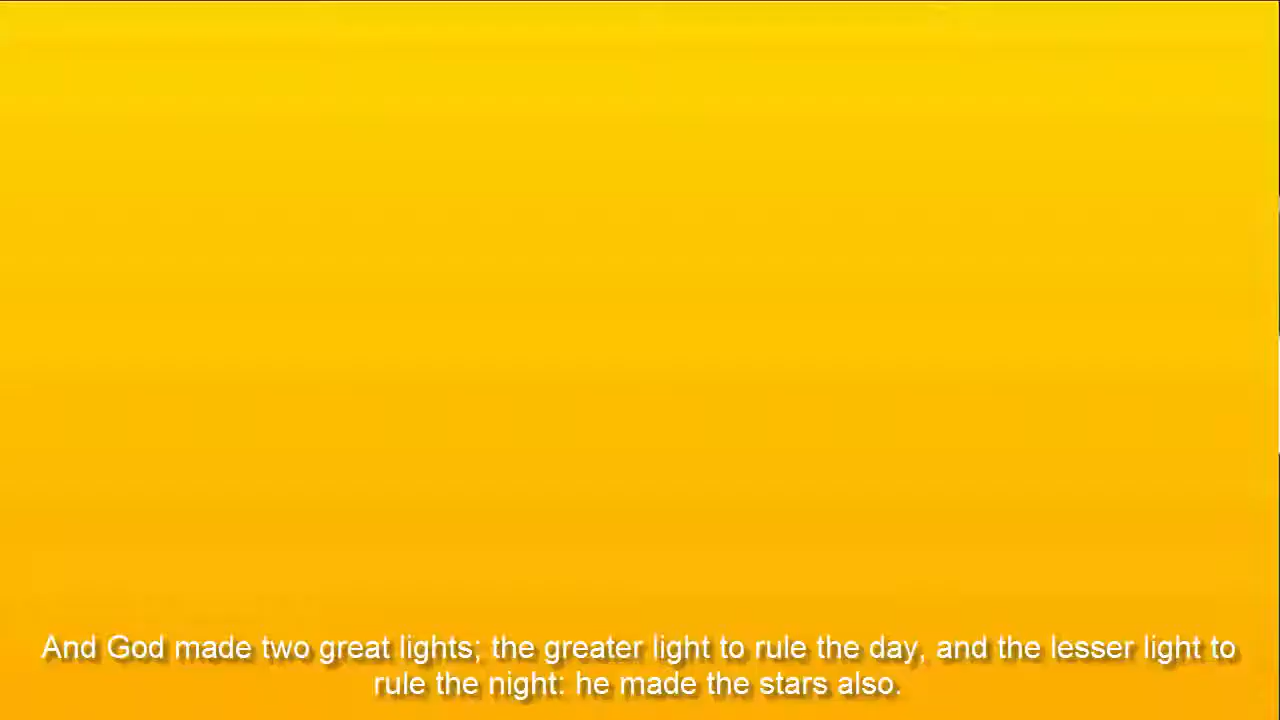 And God made two great lights; the greater light to rule the day, and the lesser light to
rule the night: he made the stars also.